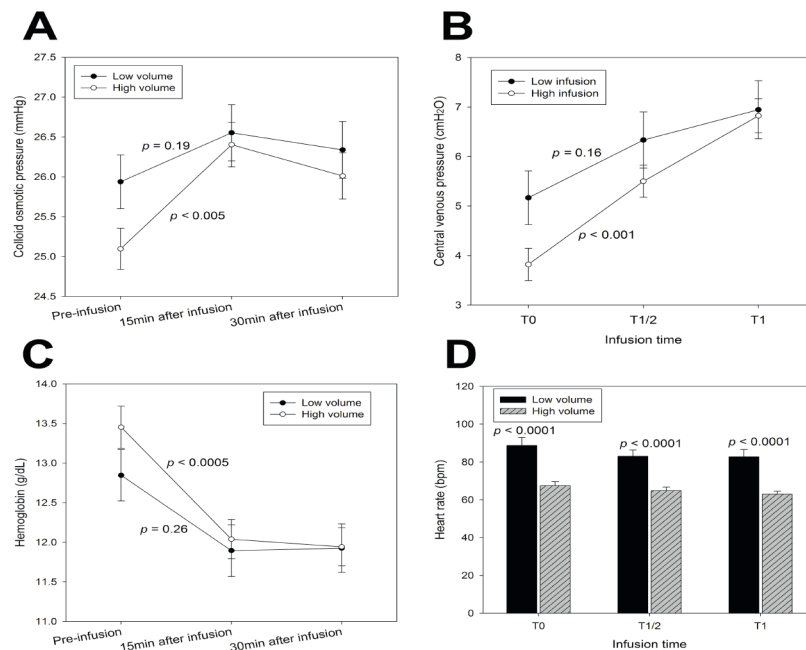 A
27.5
27.0
26.5
26.0
25.5
25.0
24.5
Colloid osmotic pressure (mmHg)
Low volume
High volume
p = 0.19
p < 0.005
Pre-infusion
15min after infusion
30min after infusion
B
8
7
6
5
4
3
Central venous pressure (cmH2O)
Low infusion
High infusion
p = 0.16
p < 0.001
T0
T1/2
T1
Infusion time
C
14.0
13.5
13.0
12.5
12.0
11.5
11.0
Hemoglobin (g/dL)
Low volume
High volume
p < 0.0005
p = 0.26
Pre-infusion
15min after infusion
30min after infusion
D
120
100
80
60
40
20
0
Heart rate (bpm)
Low volume
High volume
p < 0.0001
p < 0.0001
p < 0.0001
T0
T1/2
T1
Infusion time